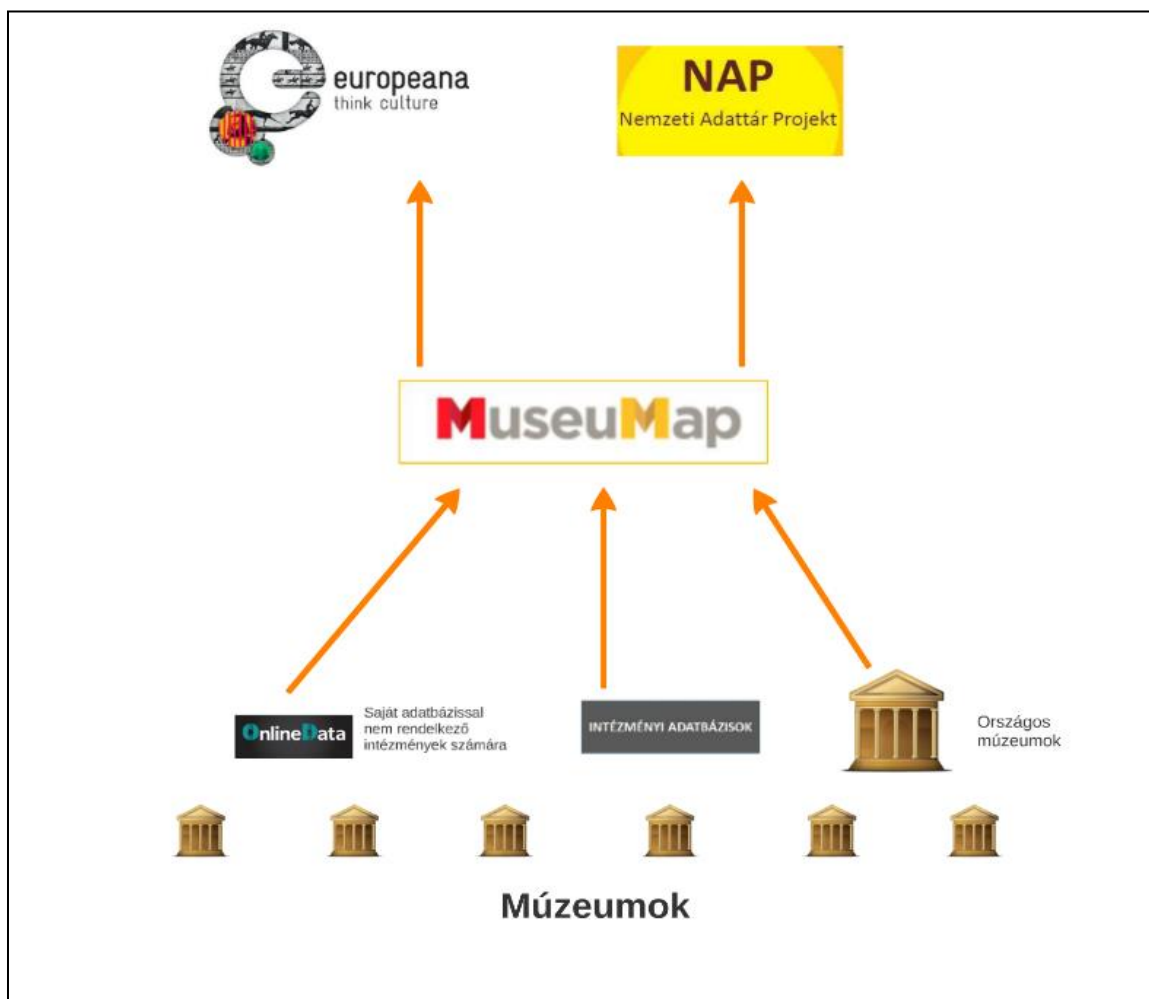 europeana
think culture
NAP
Nemzeti Adattár Projekt
MuseuMap
OnlineData
Saját adatbázissal
nem rendelkező
intézmények számára
INTÉZMÉNYI ADATBÁZISOK
Országos
múzeumok
Múzeumok